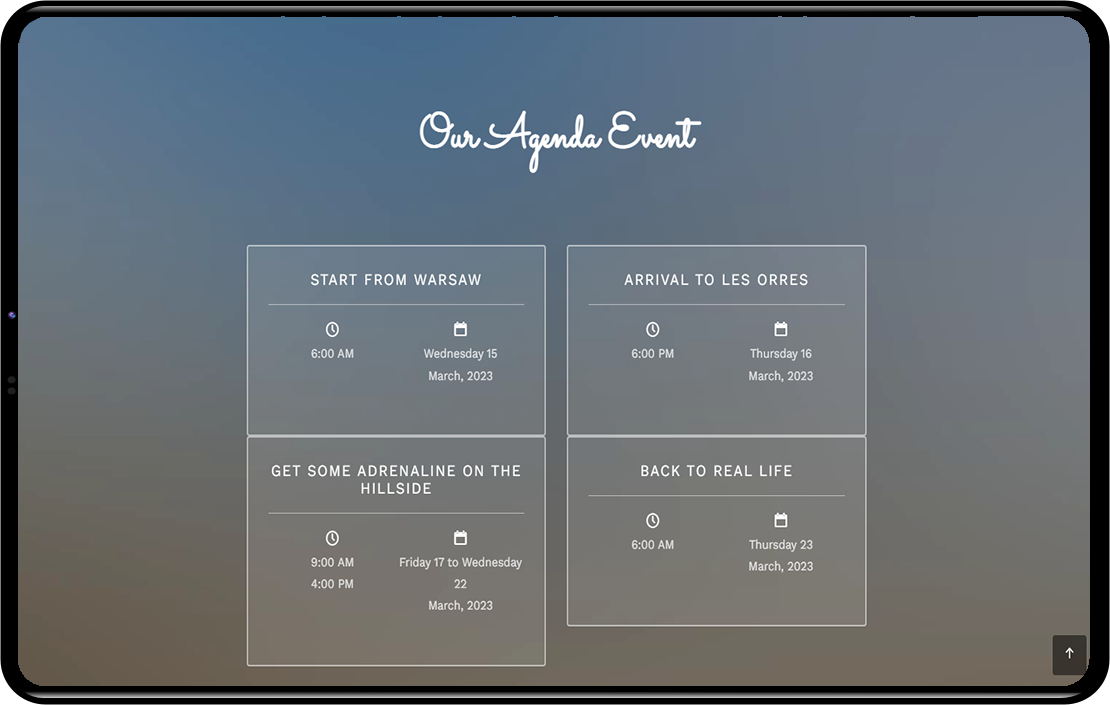 Our Agenda Event
START FROM WARSAW
6:00 AM
Wednesday 15
March, 2023
ARRIVAL TO LES ORRES
6:00 PM
Thursday 16
March, 2023
GET SOME ADRENALINE ON THE
HILLSIDE
9:00 AM
4:00 PM
Friday 17 to Wednesday
22
March, 2023
BACK TO REAL LIFE
6:00 AM
Thursday 23
March, 2023